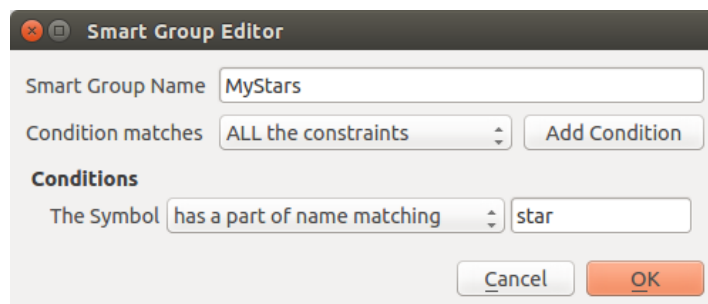 Smart Group Editor
Smart Group Name MyStars
Condition matches ALL the constraints Add Condition
Conditions
The Symbol has a part of name matching star
Cancel OK